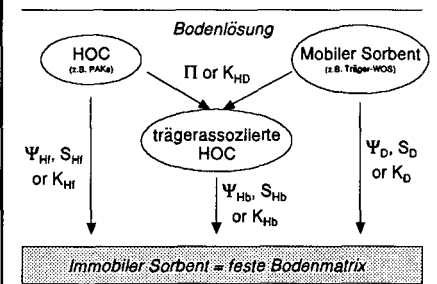 Bodenlösung
HOC
(z.B. PAKs)
Mobiler Sorbent
(z.B. Träger-WOS)
Π or K_HD
trägerassoziierte
HOC
Ψ_Hf, S_Hf
or K_Hf
Ψ_Hb, S_Hb
or K_Hb
Ψ_D, S_D
or K_D
Immobiler Sorbent = feste Bodenmatrix